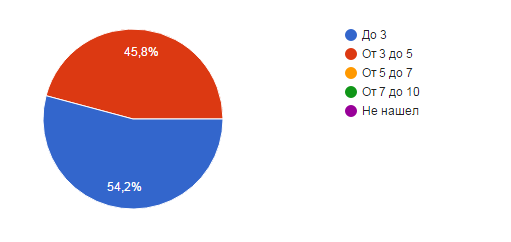 45,8%
54,2%
До 3
От 3 до 5
От 5 до 7
От 7 до 10
Не нашел